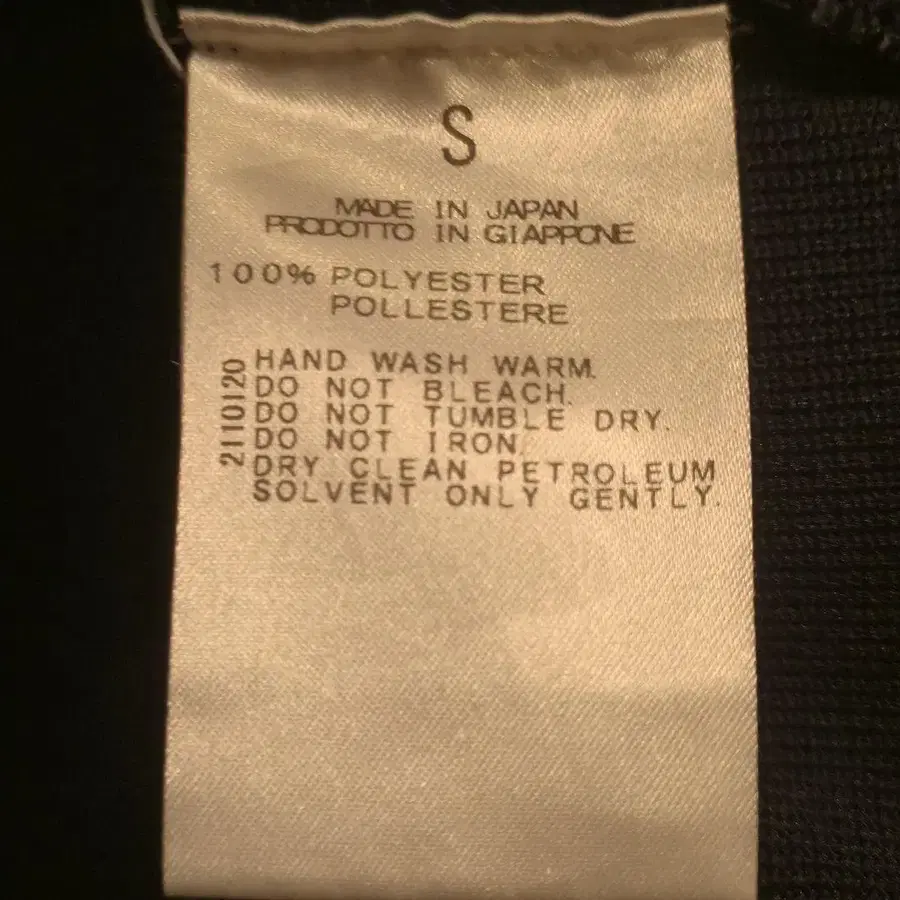 S
MADE IN JAPAN
PRODOTTO IN GIAPPONE
100% POLYESTER
POLLESTERE
HAND WASH WARM.
DO NOT BLEACH.
DO NOT TUMBLE DRY.
DO NOT IRON.
DRY CLEAN PETROLEUM
SOLVENT ONLY GENTLY.
2110120